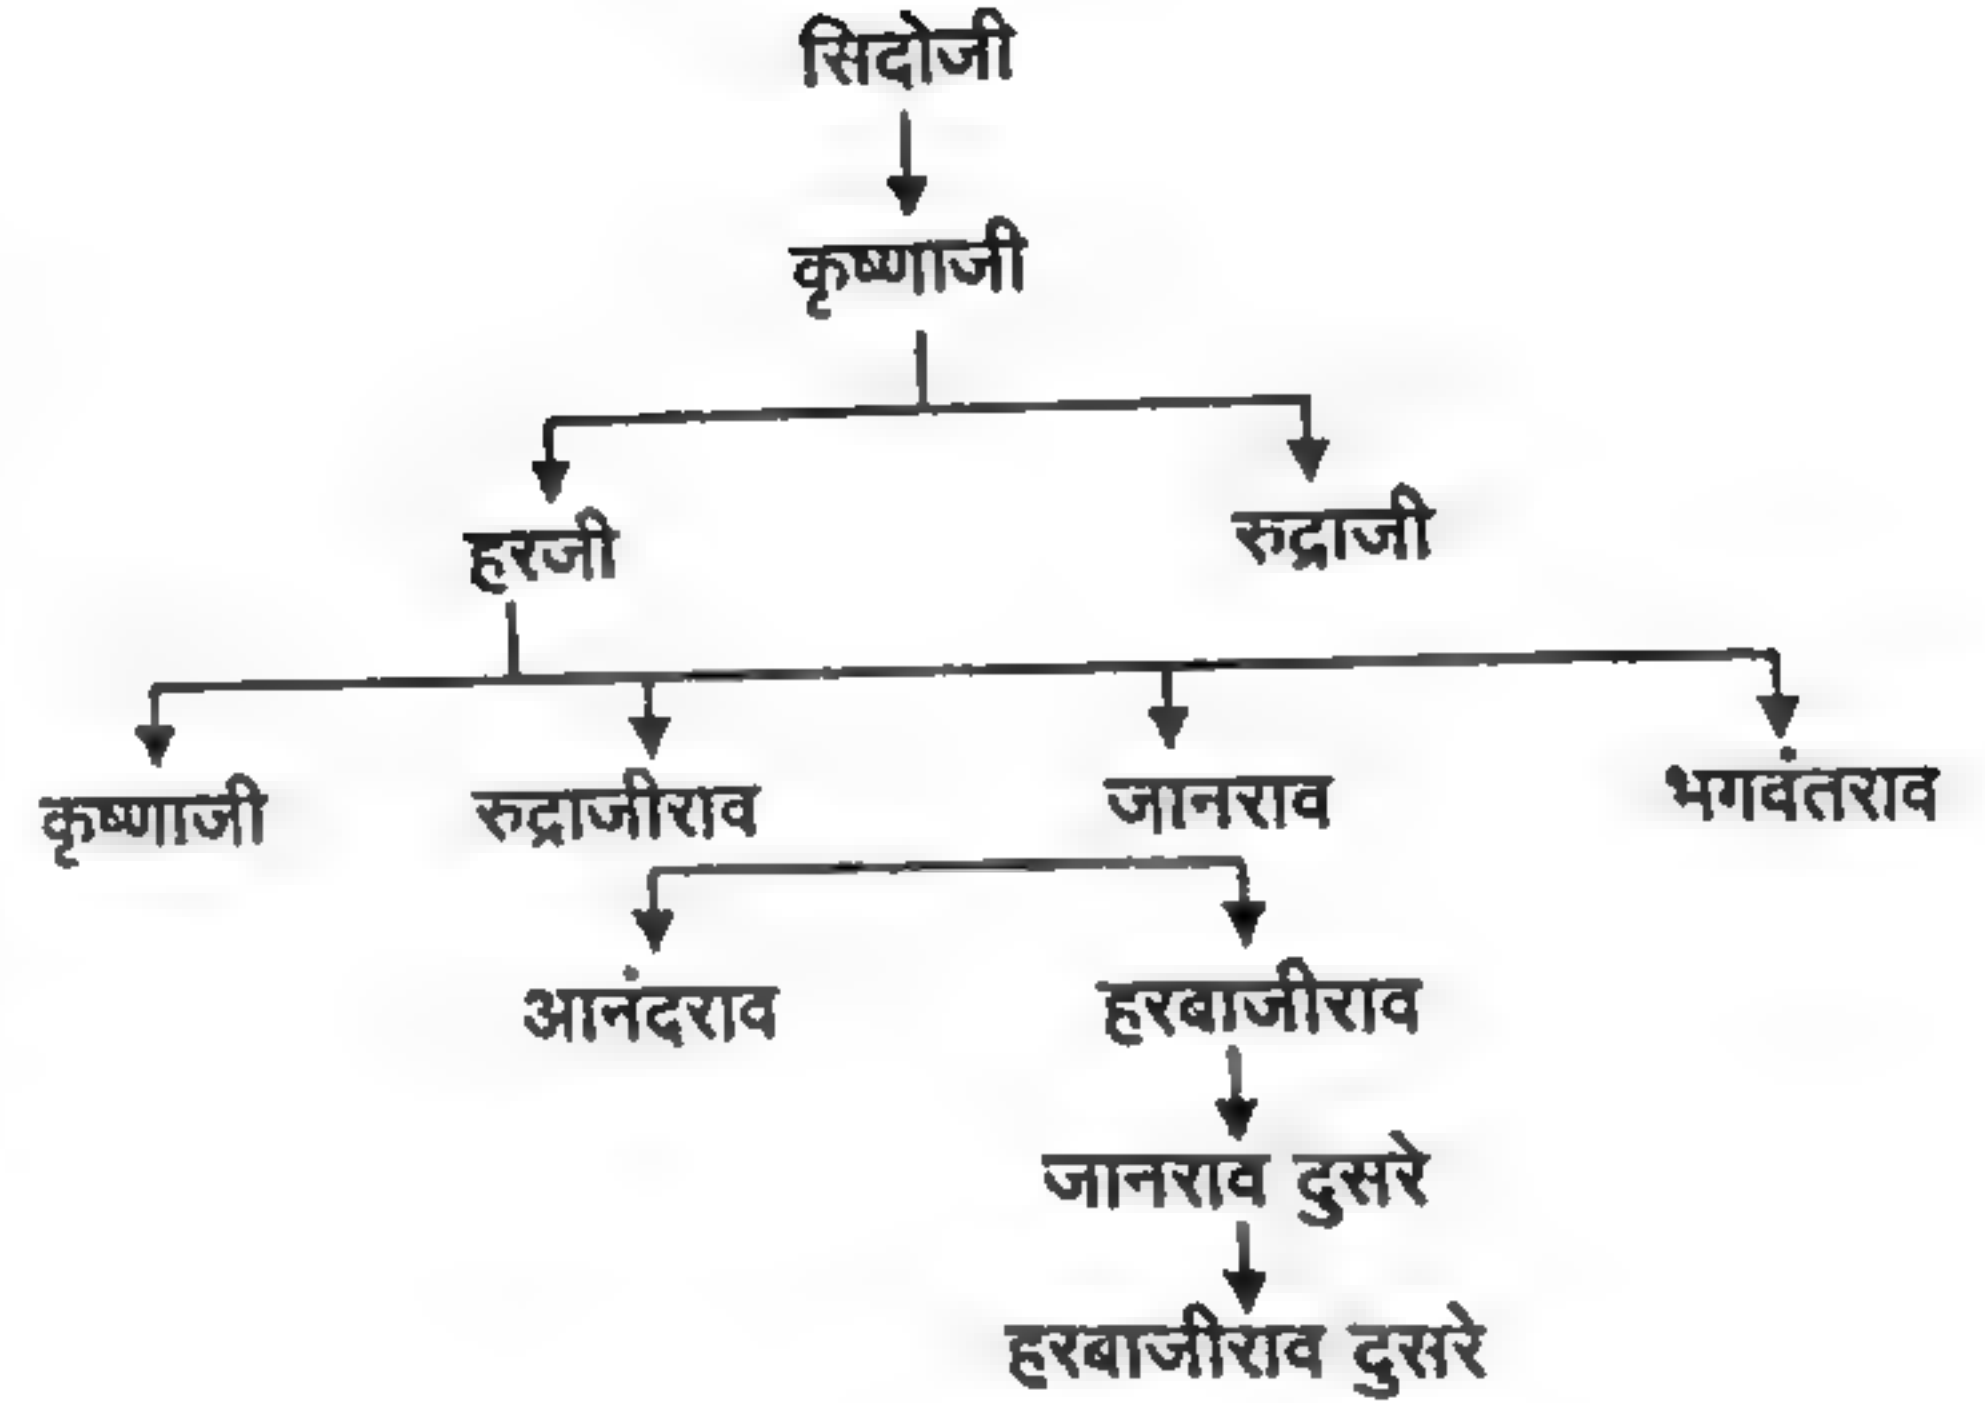 सिदोजी
कृष्णाजी
हरजी रुद्राजी
कृष्णाजी रुद्राजीराव जानराव भगवंतराव
आनंदराव हरबाजीराव
जानराव दुसरे
हरबाजीराव दुसरे